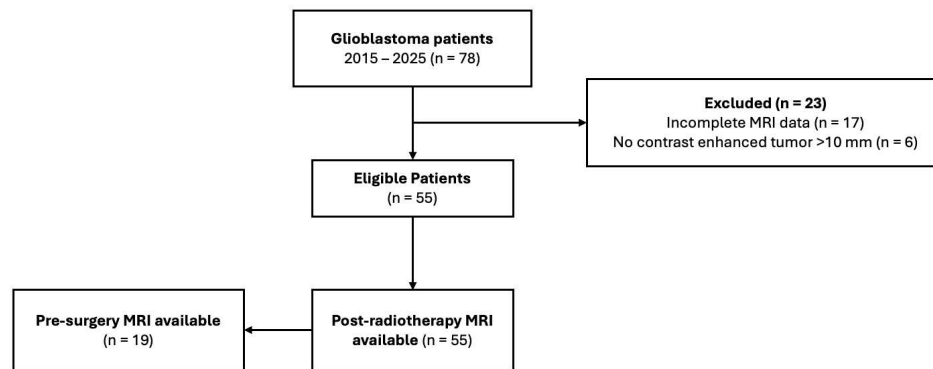 Glioblastoma patients
2015 – 2025 (n = 78)
Excluded (n = 23)
Incomplete MRI data (n = 17)
No contrast enhanced tumor >10 mm (n = 6)
Eligible Patients
(n = 55)
Pre-surgery MRI available
(n = 19)
Post-radiotherapy MRI
available (n = 55)